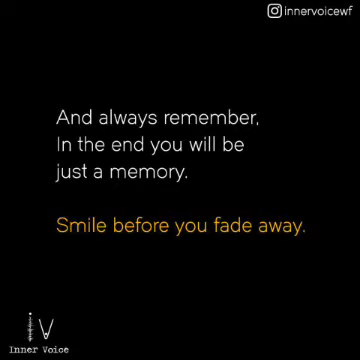 innervoicewf
And always remember,
In the end you will be
just a memory.
Smile before you fade away.
Inner Voice